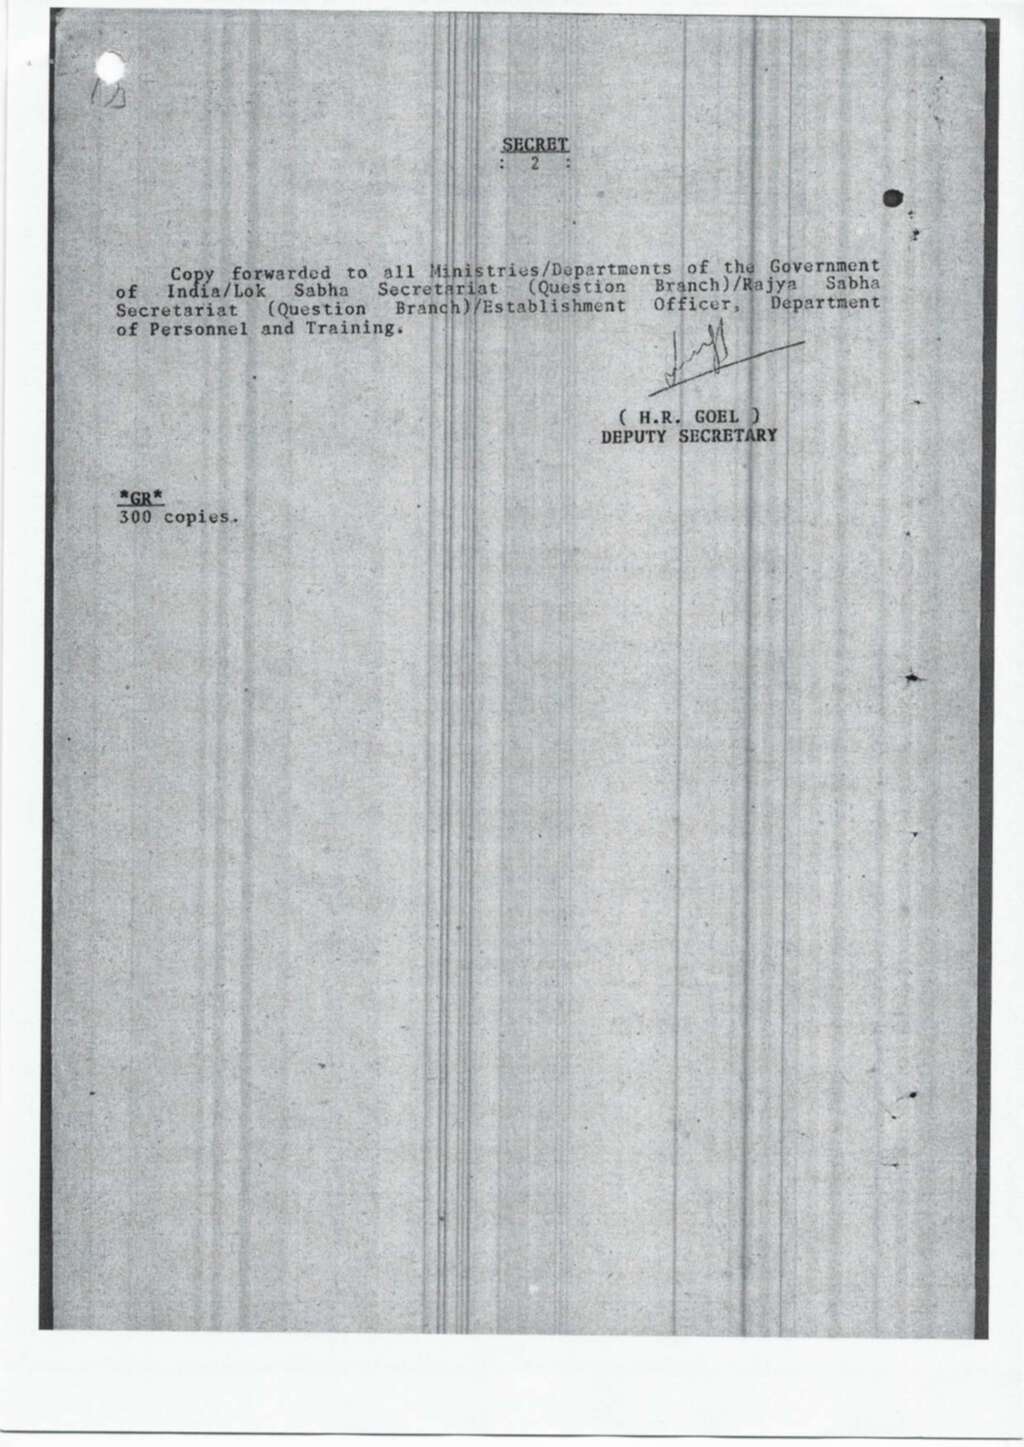 SECRET
: 2 :
Copy forwarded to all Ministries/Departments of the Government
of India/Lok Sabha Secretariat (Question Branch)/Rajya Sabha
Secretariat (Question Branch)/Establishment Officer, Department
of Personnel and Training.
( H.R. GOEL )
DEPUTY SECRETARY
*GR*
300 copies.